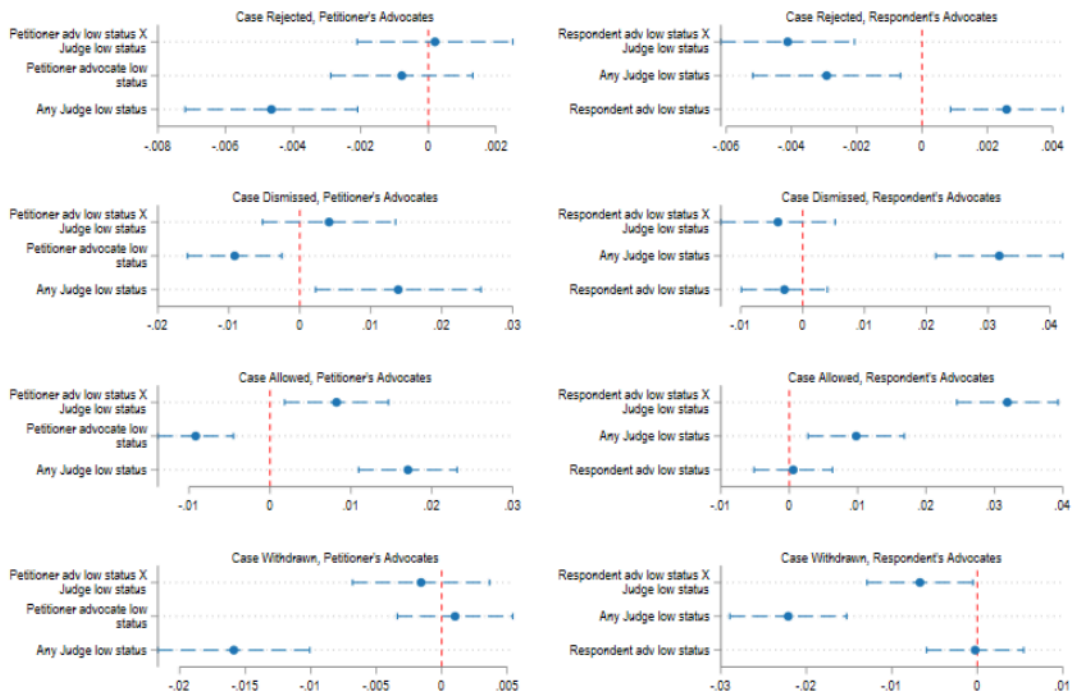 Case Rejected, Petitioner's Advocates
Petitioner adv low status X
Judge low status
Petitioner advocate low
status
Any Judge low status
-.008 -.006 -.004 -.002 0 .002
Case Rejected, Respondent's Advocates
Respondent adv low status X
Judge low status
Any Judge low status
Respondent adv low status
-.006 -.004 -.002 0 .002 .004
Case Dismissed, Petitioner's Advocates
Petitioner adv low status X
Judge low status
Petitioner advocate low
status
Any Judge low status
-.02 -.01 0 .01 .02 .03
Case Dismissed, Respondent's Advocates
Respondent adv low status X
Judge low status
Any Judge low status
Respondent adv low status
-.01 0 .01 .02 .03 .04
Case Allowed, Petitioner's Advocates
Petitioner adv low status X
Judge low status
Petitioner advocate low
status
Any Judge low status
-.01 0 .01 .02 .03
Case Allowed, Respondent's Advocates
Respondent adv low status X
Judge low status
Any Judge low status
Respondent adv low status
-.01 0 .01 .02 .03 .04
Case Withdrawn, Petitioner's Advocates
Petitioner adv low status X
Judge low status
Petitioner advocate low
status
Any Judge low status
-.02 -.015 -.01 -.005 0 .005
Case Withdrawn, Respondent's Advocates
Respondent adv low status X
Judge low status
Any Judge low status
Respondent adv low status
-.03 -.02 -.01 0 .01